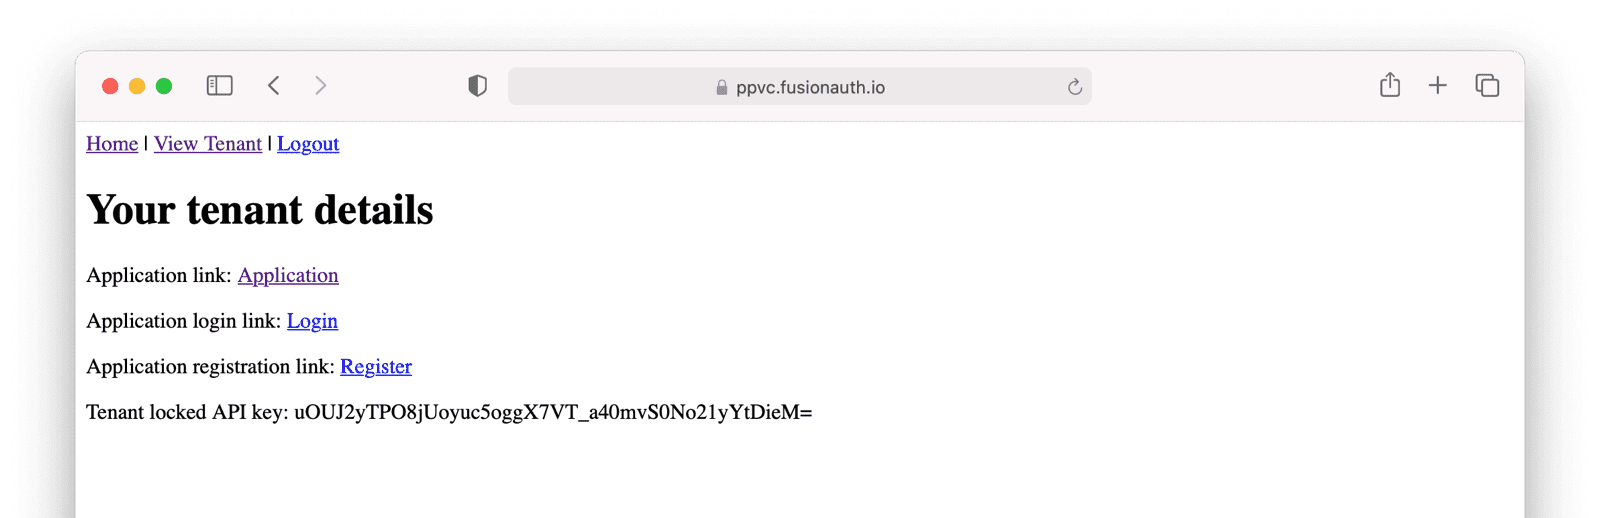 ppvc.fusionauth.io
Home | View Tenant | Logout
Your tenant details
Application link: Application
Application login link: Login
Application registration link: Register
Tenant locked API key: uOUJ2yTPO8jUoyuc5oggX7VT_a40mvS0No21yYtDieM=